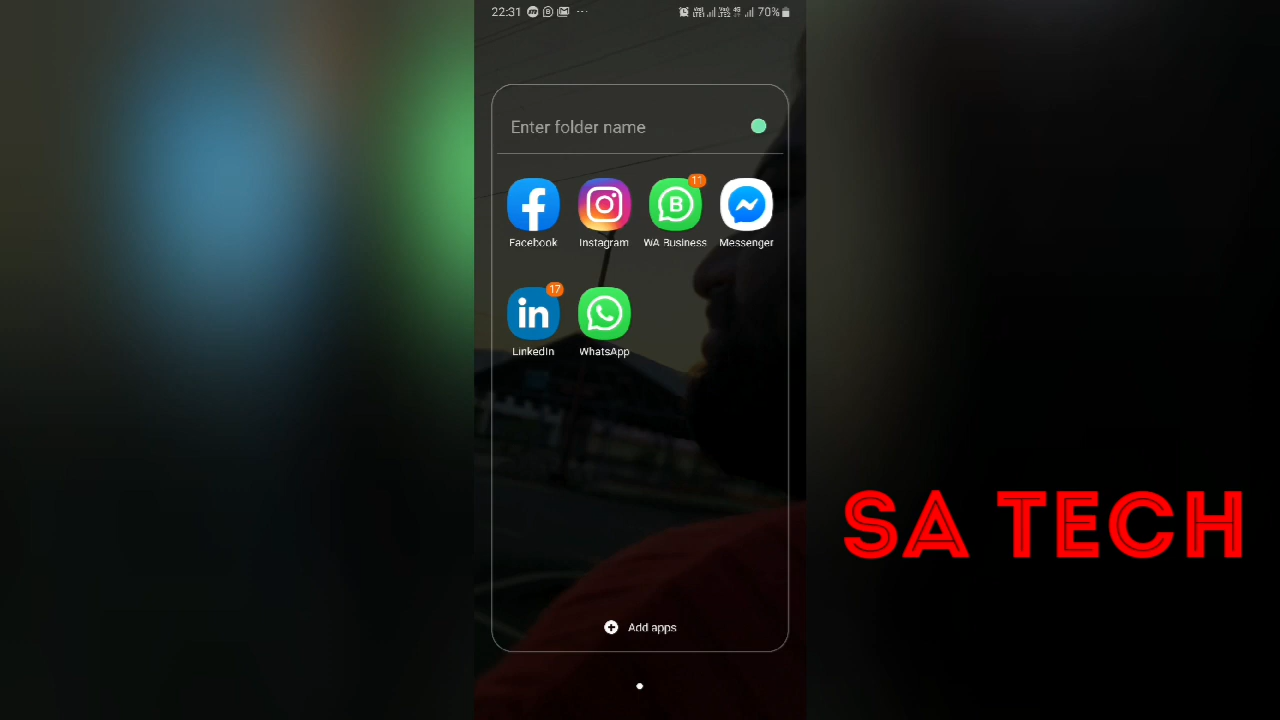 22:31 70%
Enter folder name
11
Facebook Instagram WA Business Messenger
17
LinkedIn WhatsApp
SA TECH
Add apps